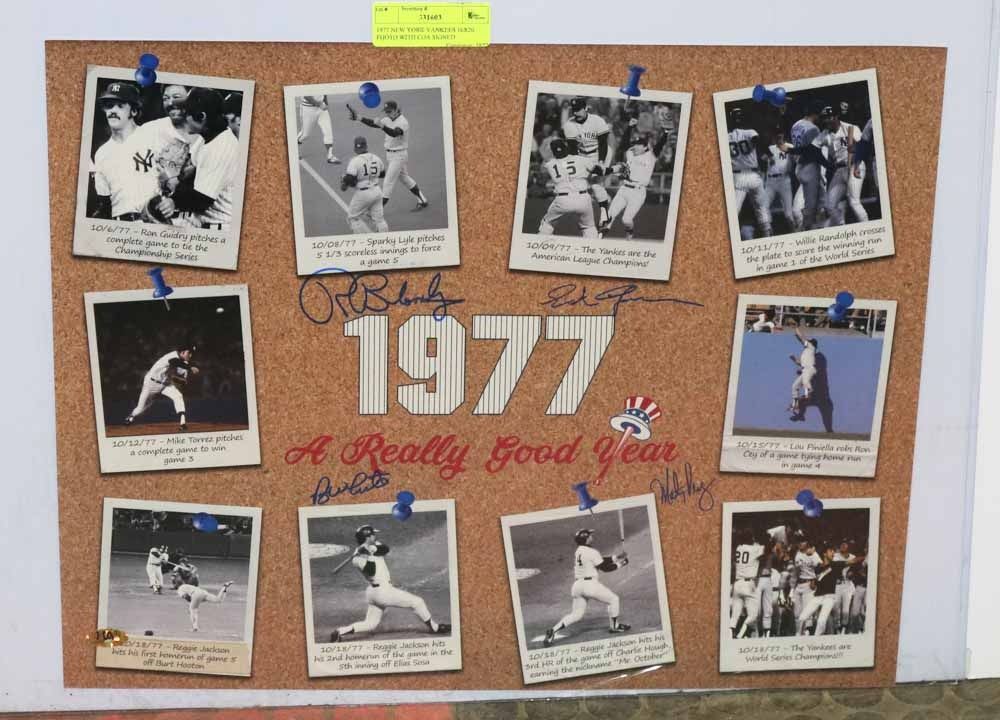 Lot # Inventory #
331603
1977 NEW YORK YANKEES 16X20
PHOTO WITH COA SIGNED
10/6/77 - Ron Guidry pitches a
complete game to tie the
Championship Series
15
10/08/77 - Sparky Lyle pitches
5 1/3 scoreless innings to force
a game 5
15
10/09/77 - The Yankes are the
American League Champions!
30
10/11/77 - Willie Randolph crosses
the plate to score the winning run
in game 1 of the World Series
1977
A Really Good Year
10/12/77 - Mike Torrez pitches
a complete game to win
game 3
10/15/77 - Lou Piniella robs Ron
Cey of a game tying home run
in game 4
10/18/77 - Reggie Jackson
hits his first homerun of game 5
off Burt Hooton
10/18/77 - Reggie Jackson hits
his 2nd homerun of the game in the
5th inning off Elias Sosa
10/18/77 - Reggie Jackson hits his
3rd HR of the game off Charlie Hough,
earning the nickname "Mr. October"
20
10/18/77 - The Yankees are
World Series Champions!!!